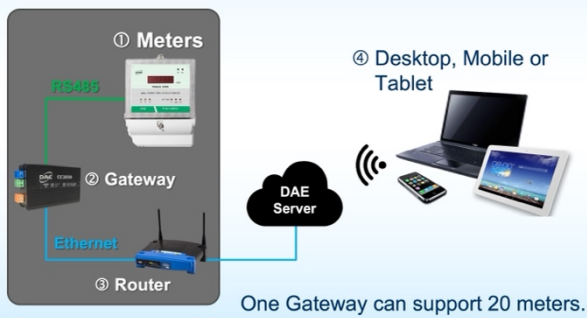 ① Meters
④ Desktop, Mobile or
Tablet
RS485
DAE
② Gateway
DAE
Server
Ethernet
③ Router
One Gateway can support 20 meters.